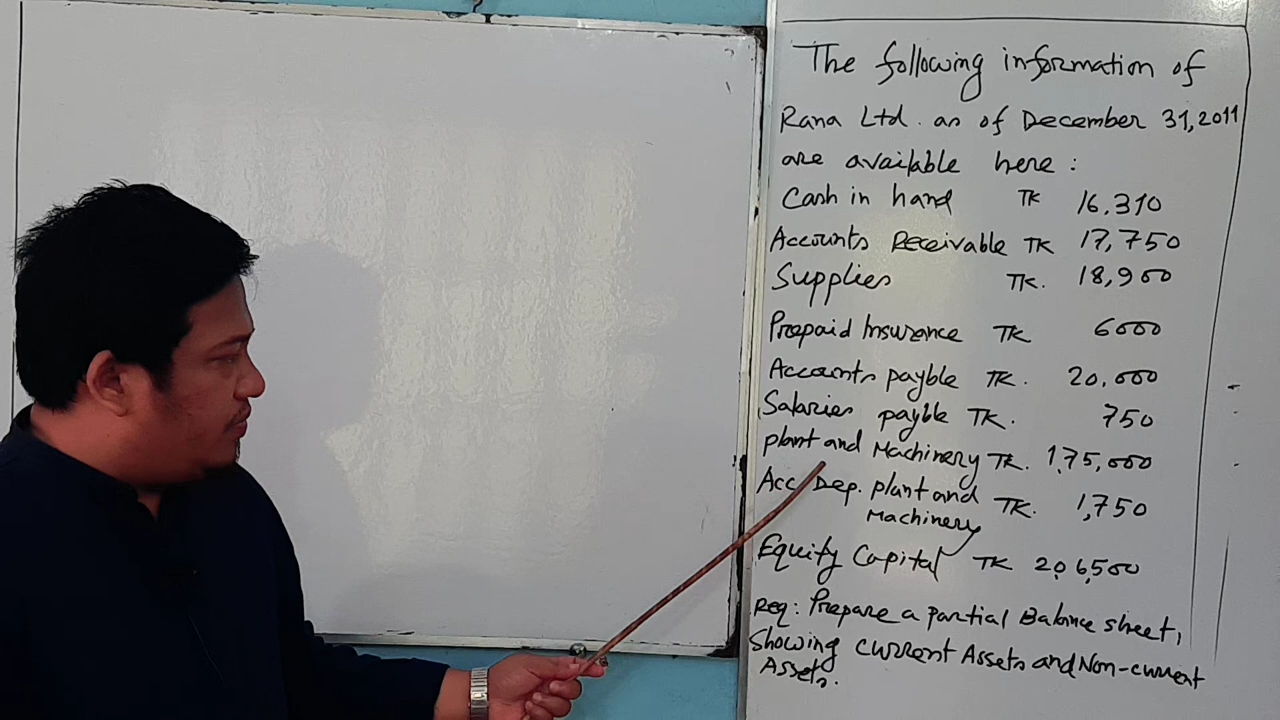 The following information of
Rana Ltd. as of December 31, 2011
are available here:
Cash in hand TK 16,310
Accounts Receivable TK 17,750
Supplies TK. 18,900
Prepaid Insurance TK 6000
Accounts payble TK. 20,000
Salaries payble TK. 750
plant and Machinery TK. 1,75,000
Acc Dep. plant and TK. 1,750
Machinery
Equity Capital TK 2,06,500
Req: Prepare a partial Balance sheet,
Showing current Assets and Non-current
Assets.